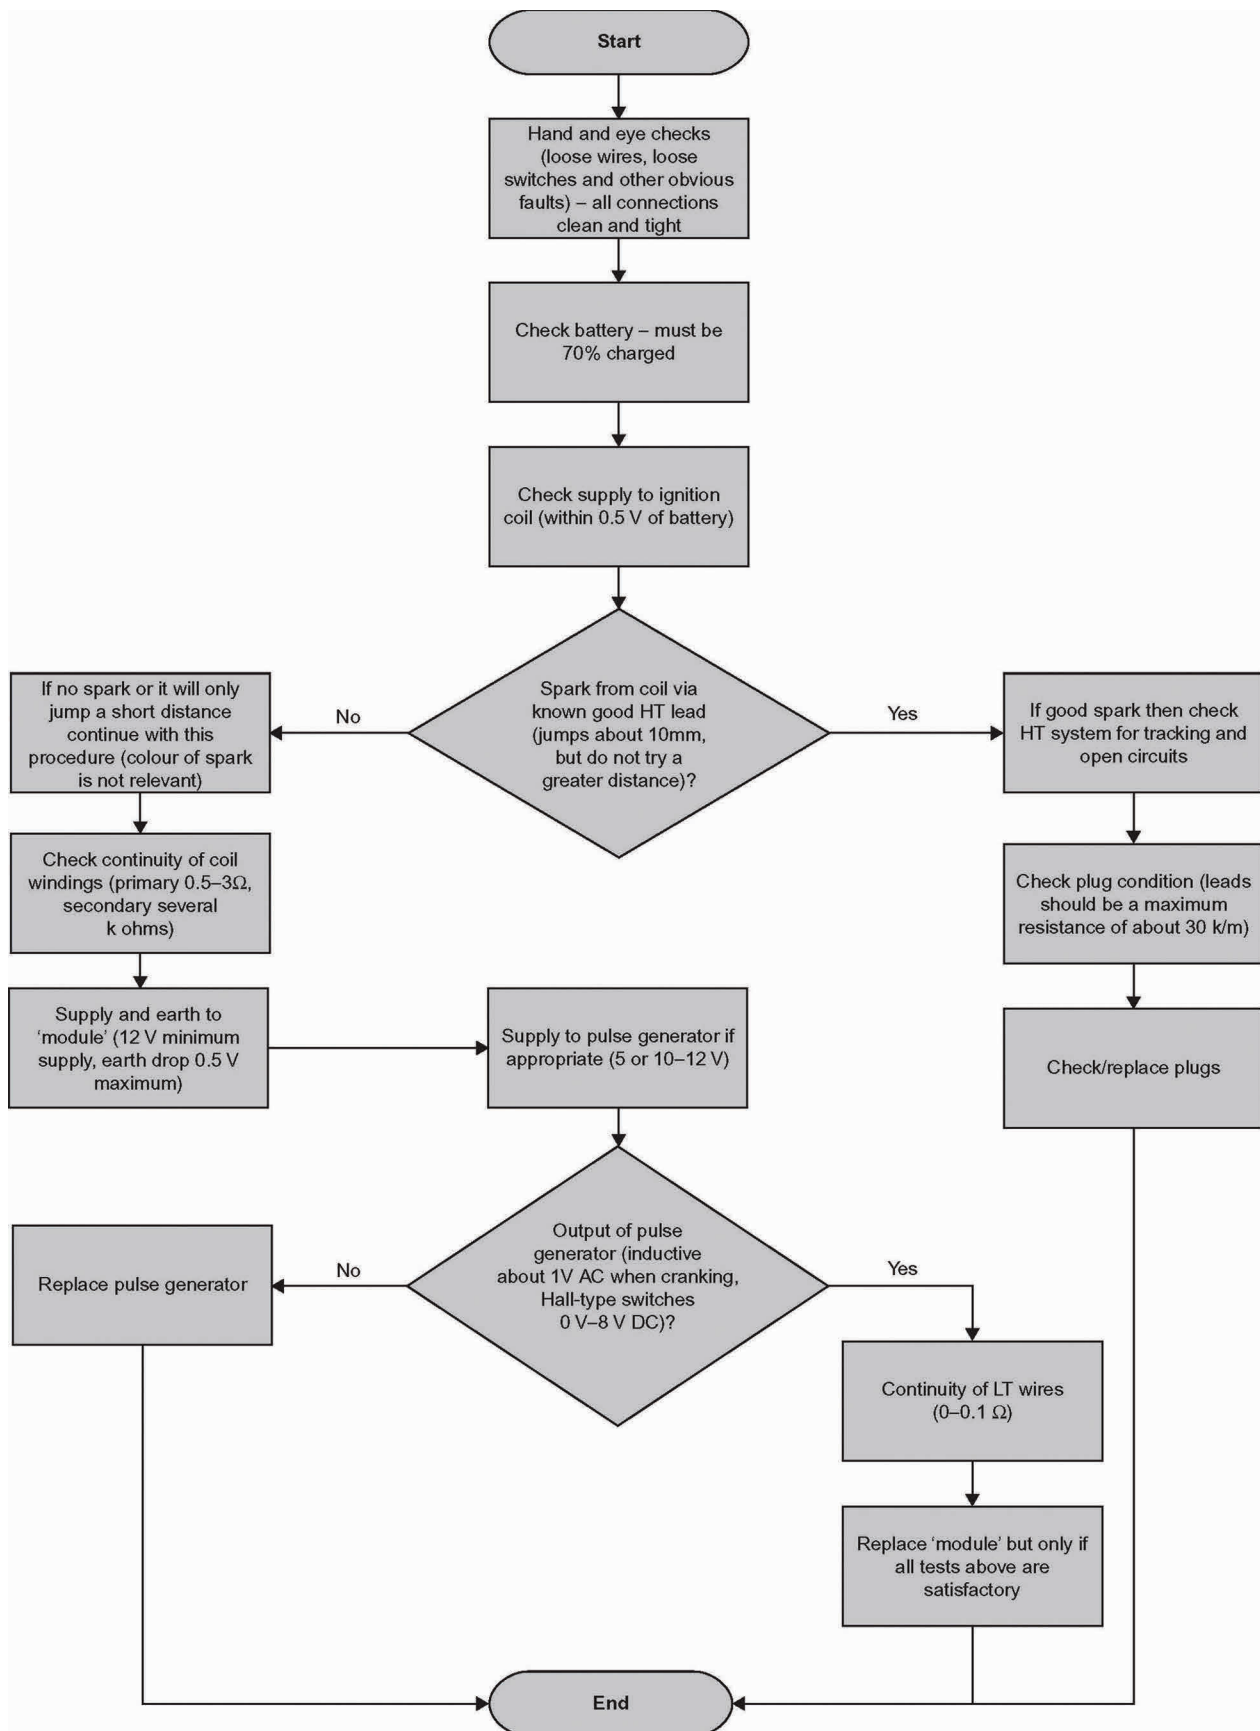 Start
Hand and eye checks
(loose wires, loose
switches and other obvious
faults) – all connections
clean and tight
Check battery – must be
70% charged
Check supply to ignition
coil (within 0.5 V of battery)
Spark from coil via
known good HT lead
(jumps about 10mm,
but do not try a
greater distance)?
No
Yes
If no spark or it will only
jump a short distance
continue with this
procedure (colour of spark
is not relevant)
If good spark then check
HT system for tracking and
open circuits
Check continuity of coil
windings (primary 0.5–3Ω,
secondary several
k ohms)
Check plug condition (leads
should be a maximum
resistance of about 30 k/m)
Supply and earth to
‘module’ (12 V minimum
supply, earth drop 0.5 V
maximum)
Supply to pulse generator if
appropriate (5 or 10–12 V)
Check/replace plugs
Output of pulse
generator (inductive
about 1V AC when cranking,
Hall-type switches
0 V–8 V DC)?
No
Yes
Replace pulse generator
Continuity of LT wires
(0–0.1 Ω)
Replace ‘module’ but only if
all tests above are
satisfactory
End